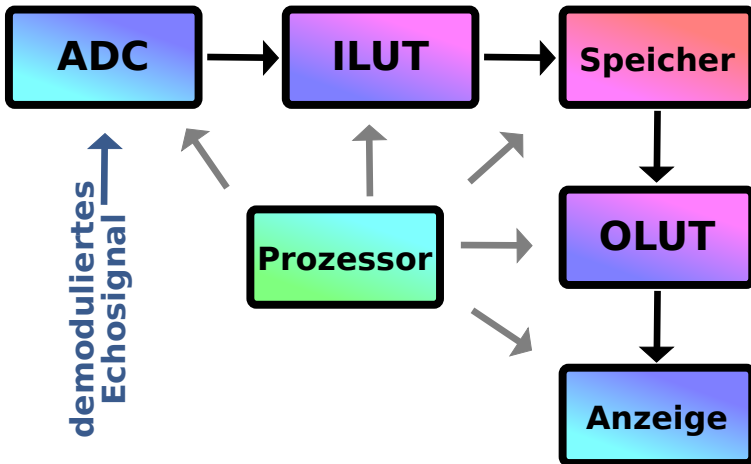 ADC
ILUT
Speicher
OLUT
Prozessor
Anzeige
demoduliertes
Echosignal